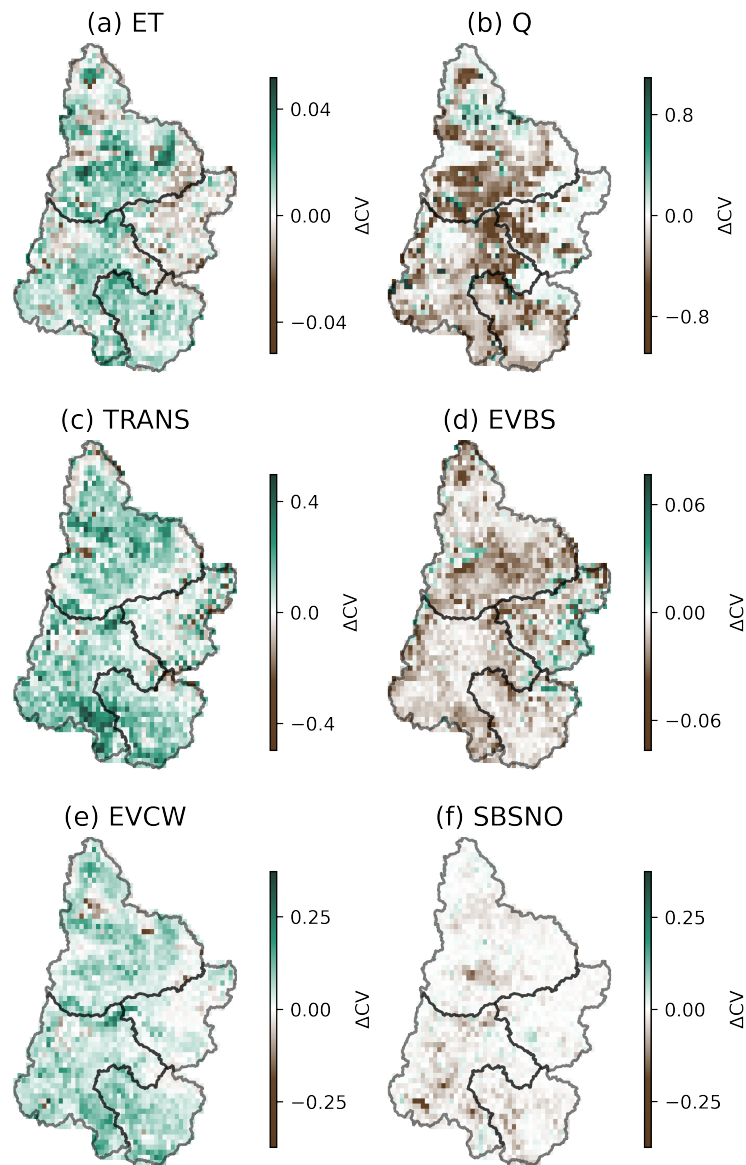 (a) ET
0.04
0.00
−0.04
ΔCV
(b) Q
0.8
0.0
−0.8
ΔCV
(c) TRANS
0.4
0.0
−0.4
ΔCV
(d) EVBS
0.06
0.00
−0.06
ΔCV
(e) EVCW
0.25
0.00
−0.25
ΔCV
(f) SBSNO
0.25
0.00
−0.25
ΔCV